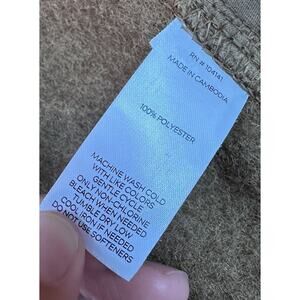 RN # 104141
MADE IN CAMBODIA
100% POLYESTER
MACHINE WASH COLD
WITH LIKE COLORS
GENTLE CYCLE
ONLY NON-CHLORINE
BLEACH WHEN NEEDED
TUMBLE DRY LOW
COOL IRON IF NEEDED
DO NOT USE SOFTENERS